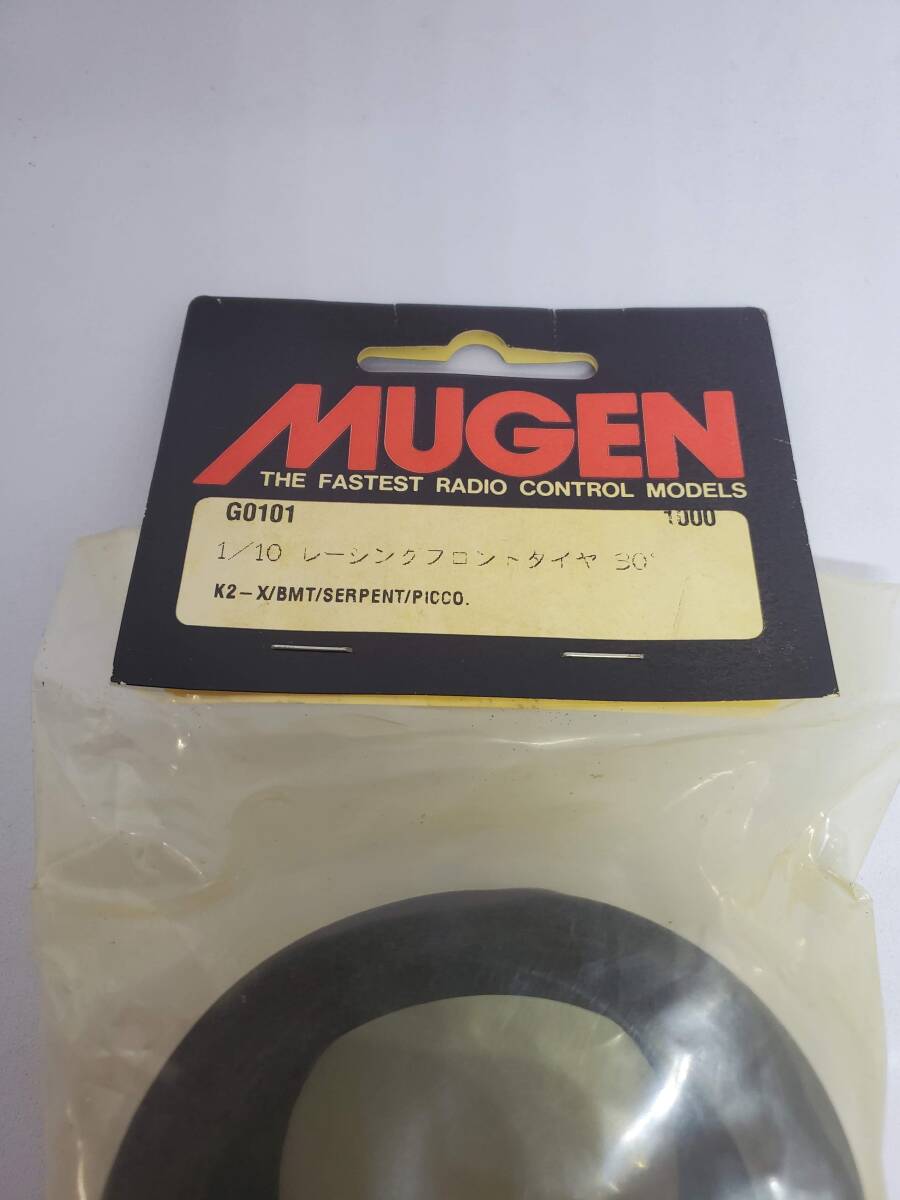 MUGEN
THE FASTEST RADIO CONTROL MODELS
G0101 1000
1/10 レーシングフロントタイヤ 30°
K2-X/BMT/SERPENT/PICCO.